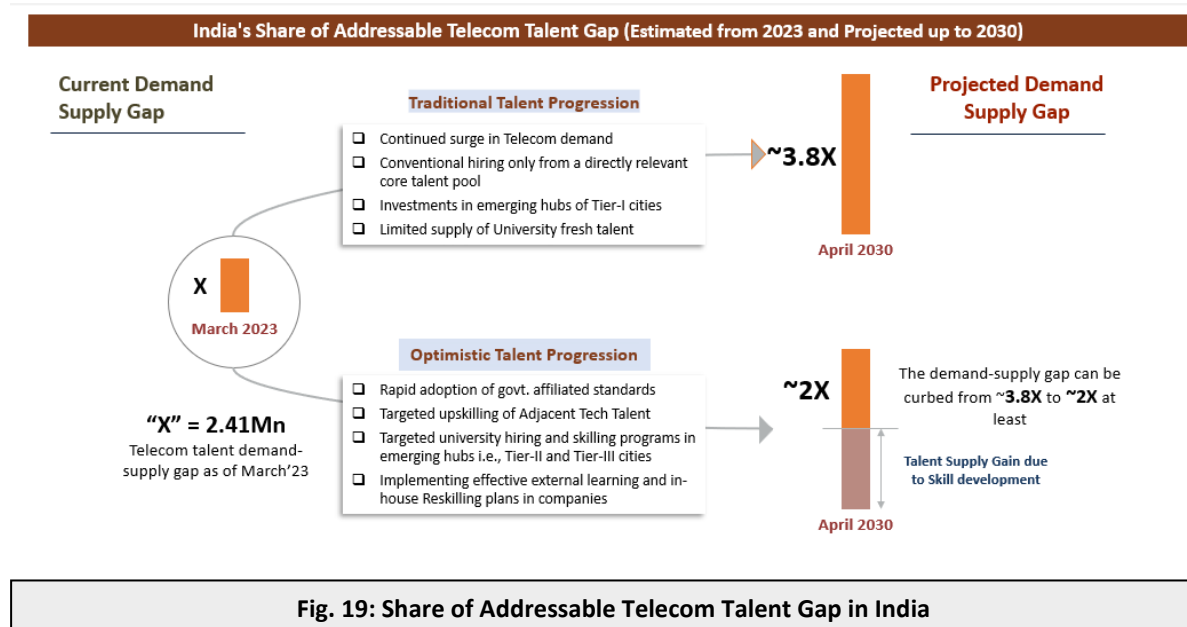 India's Share of Addressable Telecom Talent Gap (Estimated from 2023 and Projected up to 2030)
Current Demand
Supply Gap
Traditional Talent Progression
Continued surge in Telecom demand
Conventional hiring only from a directly relevant
core talent pool
Investments in emerging hubs of Tier-I cities
Limited supply of University fresh talent
~3.8X
April 2030
Projected Demand
Supply Gap
X
March 2023
"X" = 2.41Mn
Telecom talent demand-
supply gap as of March'23
Optimistic Talent Progression
Rapid adoption of govt. affiliated standards
Targeted upskilling of Adjacent Tech Talent
Targeted university hiring and skilling programs in
emerging hubs i.e., Tier-II and Tier-III cities
Implementing effective external learning and in-
house Reskilling plans in companies
~2X
April 2030
The demand-supply gap can be
curbed from ~3.8X to ~2X at
least
Talent Supply Gain due
to Skill development
Fig. 19: Share of Addressable Telecom Talent Gap in India